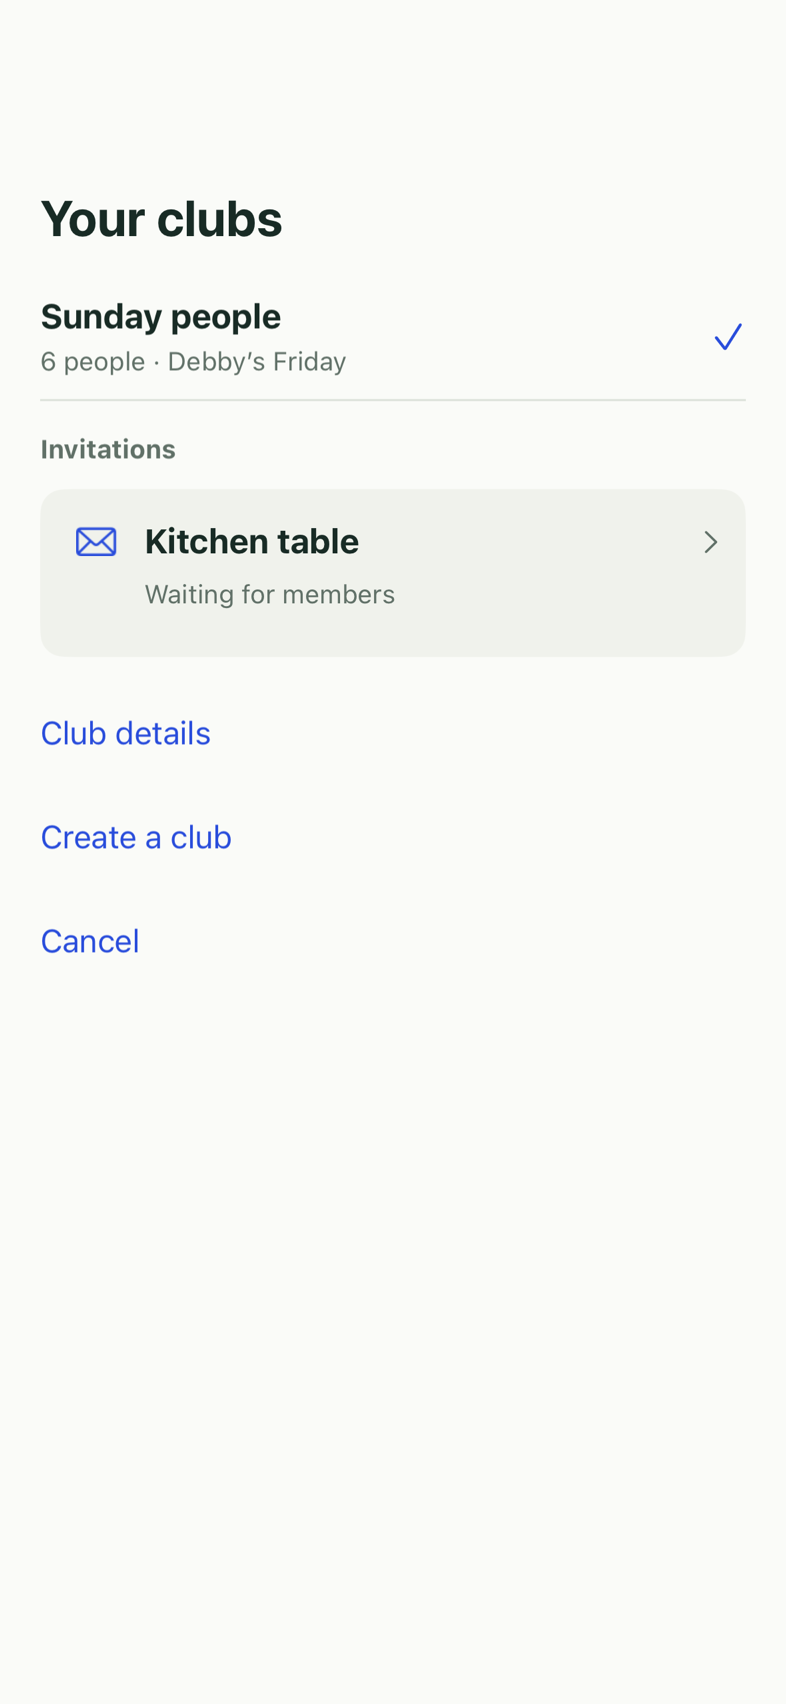 Your clubs
Sunday people
6 people · Debby’s Friday
Invitations
Kitchen table
Waiting for members
Club details
Create a club
Cancel